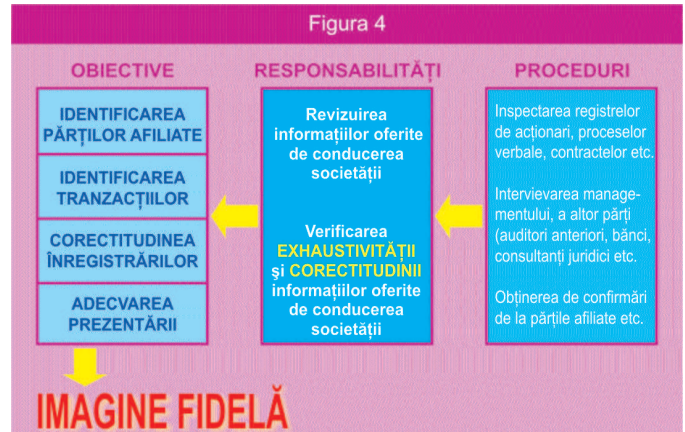 Figura 4
OBIECTIVE
IDENTIFICAREA
PĂRȚILOR AFILIATE
IDENTIFICAREA
TRANZACȚIILOR
CORECTITUDINEA
ÎNREGISTRĂRILOR
ADECVAREA
PREZENTĂRII
RESPONSABILITĂȚI
Revizuirea
informațiilor oferite
de conducerea
societății
Verificarea
EXHAUSTIVITĂȚII
și CORECTITUDINII
informațiilor oferite
de conducerea
societății
PROCEDURI
Inspectarea registrelor
de acționari, proceselor
verbale, contractelor etc.
Intervievarea manage-
mentului, a altor părți
(auditori anteriori, bănci,
consultanți juridici etc.
Obținerea de confirmări
de la părțile afiliate etc.
IMAGINE FIDELĂ